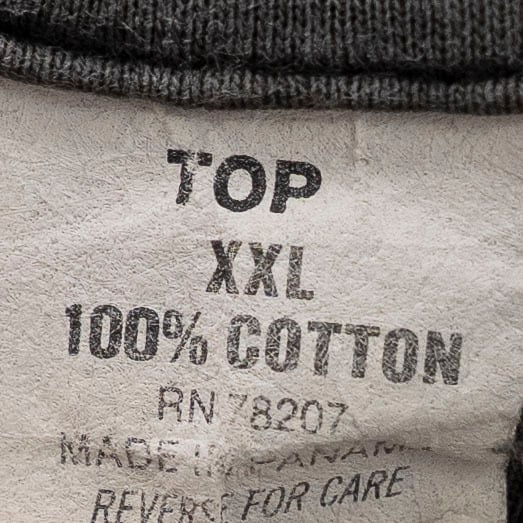 TOP
XXL
100% COTTON
RN 78207
MADE IN PANAMA
REVERSE FOR CARE